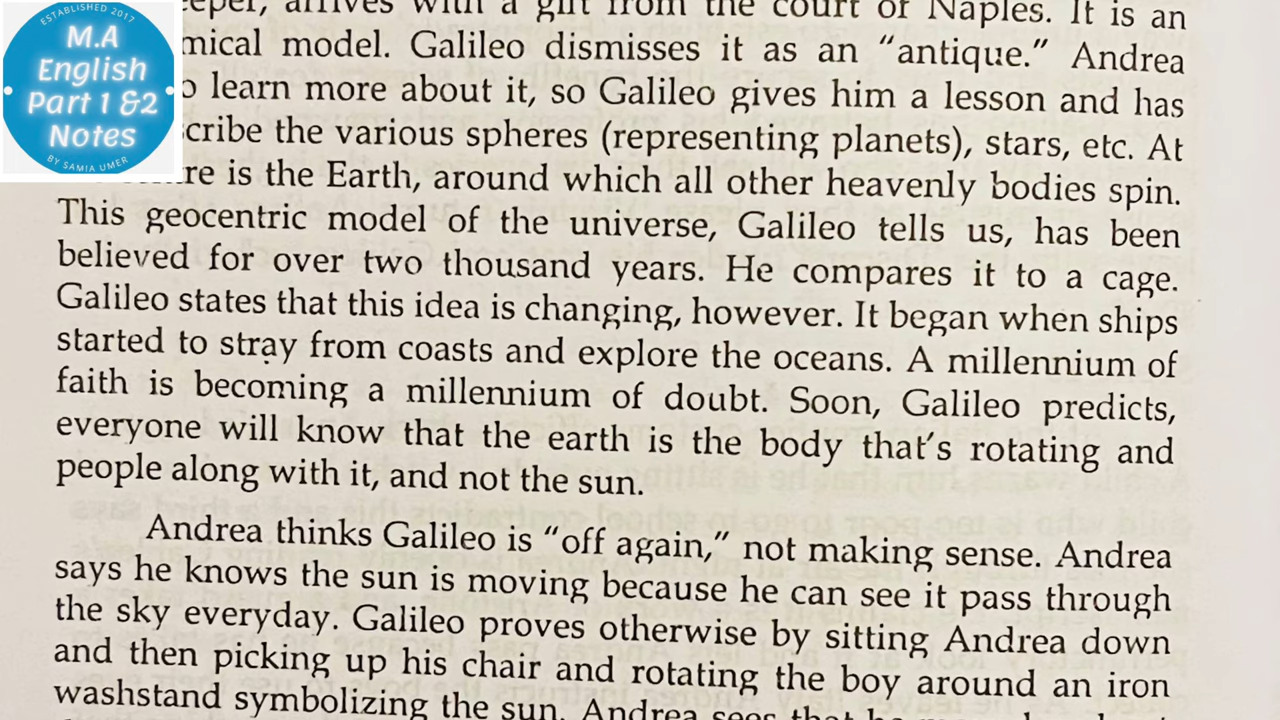 ESTABLISHED 2017
M.A
English
Part 1 &2
Notes
BY SAMIA UMER
arrives with a gift from the court of Naples. It is an
model. Galileo dismisses it as an “antique.” Andrea
learn more about it, so Galileo gives him a lesson and has
the various spheres (representing planets), stars, etc. At
is the Earth, around which all other heavenly bodies spin.
This geocentric model of the universe, Galileo tells us, has been
believed for over two thousand years. He compares it to a cage.
Galileo states that this idea is changing, however. It began when ships
started to stray from coasts and explore the oceans. A millennium of
faith is becoming a millennium of doubt. Soon, Galileo predicts,
everyone will know that the earth is the body that’s rotating and
people along with it, and not the sun.
Andrea thinks Galileo is “off again,” not making sense. Andrea
says he knows the sun is moving because he can see it pass through
the sky everyday. Galileo proves otherwise by sitting Andrea down
and then picking up his chair and rotating the boy around an iron
washstand symbolizing the sun. Andrea sees that he